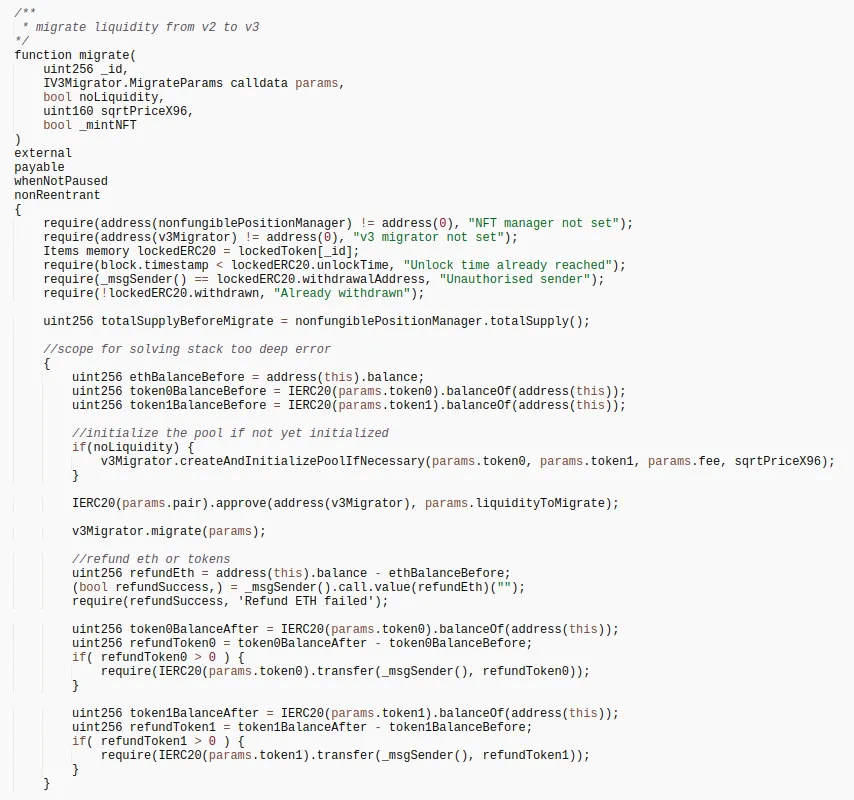 /**
 * migrate liquidity from v2 to v3
*/
function migrate(
    uint256 _id,
    IV3Migrator.MigrateParams calldata params,
    bool noLiquidity,
    uint160 sqrtPriceX96,
    bool _mintNFT
)
external
payable
whenNotPaused
nonReentrant
{
    require(address(nonfungiblePositionManager) != address(0), "NFT manager not set");
    require(address(v3Migrator) != address(0), "v3 migrator not set");
    Items memory lockedERC20 = lockedToken[_id];
    require(block.timestamp < lockedERC20.unlockTime, "Unlock time already reached");
    require(_msgSender() == lockedERC20.withdrawalAddress, "Unauthorised sender");
    require(!lockedERC20.withdrawn, "Already withdrawn");

    uint256 totalSupplyBeforeMigrate = nonfungiblePositionManager.totalSupply();

    //scope for solving stack too deep error
    {
        uint256 ethBalanceBefore = address(this).balance;
        uint256 token0BalanceBefore = IERC20(params.token0).balanceOf(address(this));
        uint256 token1BalanceBefore = IERC20(params.token1).balanceOf(address(this));

        //initialize the pool if not yet initialized
        if(noLiquidity) {
            v3Migrator.createAndInitializePoolIfNecessary(params.token0, params.token1, params.fee, sqrtPriceX96);
        }

        IERC20(params.pair).approve(address(v3Migrator), params.liquidityToMigrate);

        v3Migrator.migrate(params);

        //refund eth or tokens
        uint256 refundEth = address(this).balance - ethBalanceBefore;
        (bool refundSuccess,) = _msgSender().call.value(refundEth)("");
        require(refundSuccess, 'Refund ETH failed');

        uint256 token0BalanceAfter = IERC20(params.token0).balanceOf(address(this));
        uint256 refundToken0 = token0BalanceAfter - token0BalanceBefore;
        if( refundToken0 > 0 ) {
            require(IERC20(params.token0).transfer(_msgSender(), refundToken0));
        }

        uint256 token1BalanceAfter = IERC20(params.token1).balanceOf(address(this));
        uint256 refundToken1 = token1BalanceAfter - token1BalanceBefore;
        if( refundToken1 > 0 ) {
            require(IERC20(params.token1).transfer(_msgSender(), refundToken1));
        }
    }